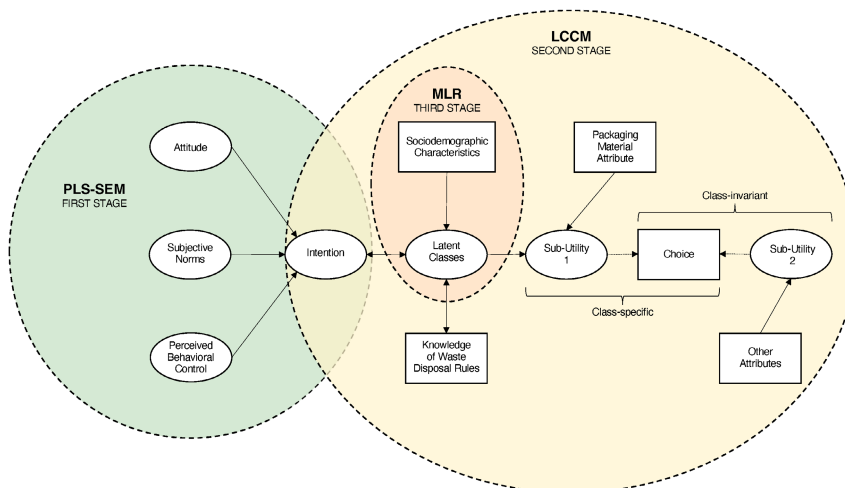 LCCM
SECOND STAGE
MLR
THIRD STAGE
Sociodemographic
Characteristics
Packaging
Material
Attribute
Attitude
PLS-SEM
FIRST STAGE
Class-invariant
Subjective
Norms
Intention
Latent
Classes
Sub-Utility
1
Choice
Sub-Utility
2
Class-specific
Perceived
Behavioral
Control
Knowledge
of Waste
Disposal Rules
Other
Attributes